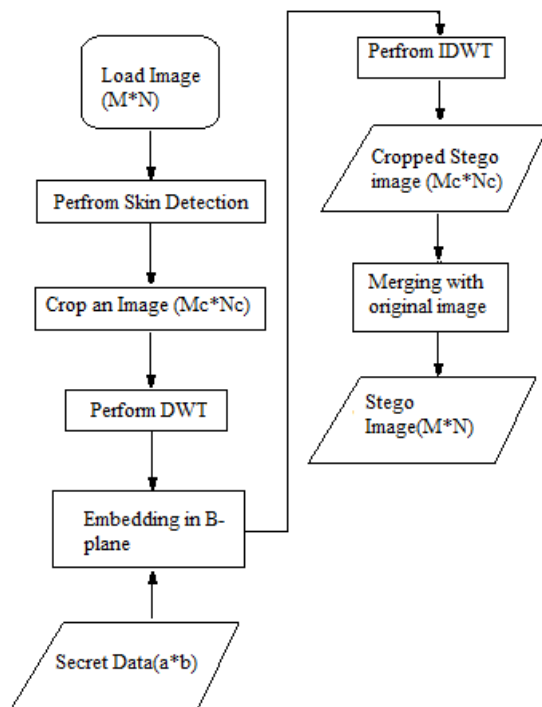 Load Image
(M*N)
Perfrom Skin Detection
Crop an Image (Mc*Nc)
Perform DWT
Embedding in B-
plane
Secret Data(a*b)
Perfrom IDWT
Cropped Stego
image (Mc*Nc)
Merging with
original image
Stego
Image(M*N)